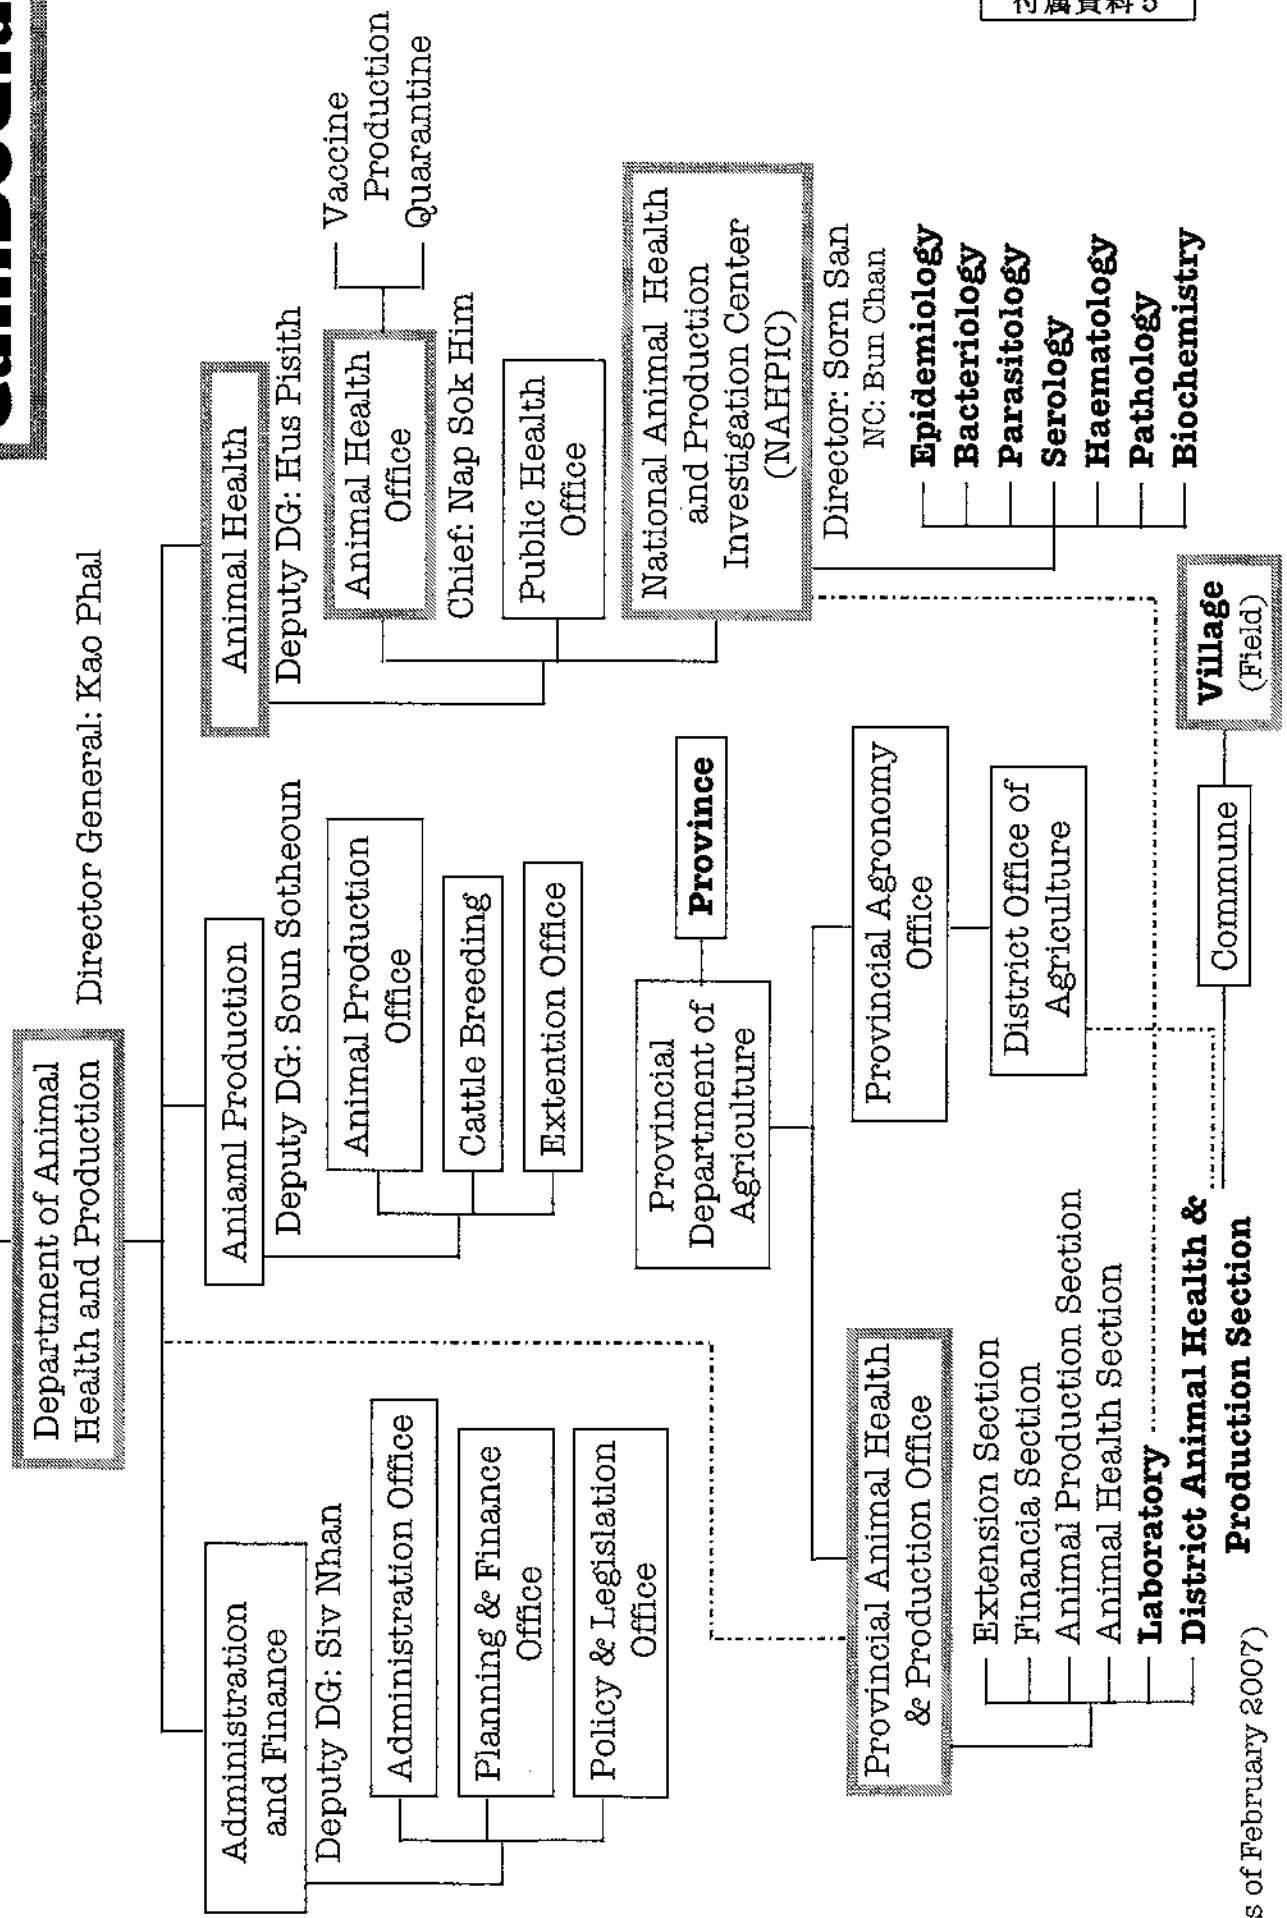 付属資料5
Department of Animal
Health and Production
Director General: Kao Phal
Administration
and Finance
Deputy DG: Siv Nhan
Administration Office
Planning & Finance
Office
Policy & Legislation
Office
Aniaml Production
Deputy DG: Soun Sotheoun
Animal Production
Office
Cattle Breeding
Extention Office
Animal Health
Deputy DG: Hus Pisith
Animal Health
Office
Vaccine
Production
Quarantine
Chief: Nap Sok Him
Public Health
Office
National Animal Health
and Production
Investigation Center
(NAHPIC)
Director: Sorn San
NC: Bun Chan
Epidemiology
Bacteriology
Parasitology
Serology
Haematology
Pathology
Biochemistry
Provincial
Department of
Agriculture
Province
Provincial Animal Health
& Production Office
Extension Section
Financia Section
Animal Production Section
Animal Health Section
Laboratory
District Animal Health &
Production Section
Provincial Agronomy
Office
District Office of
Agriculture
Commune
Village
(Field)
s of February 2007)